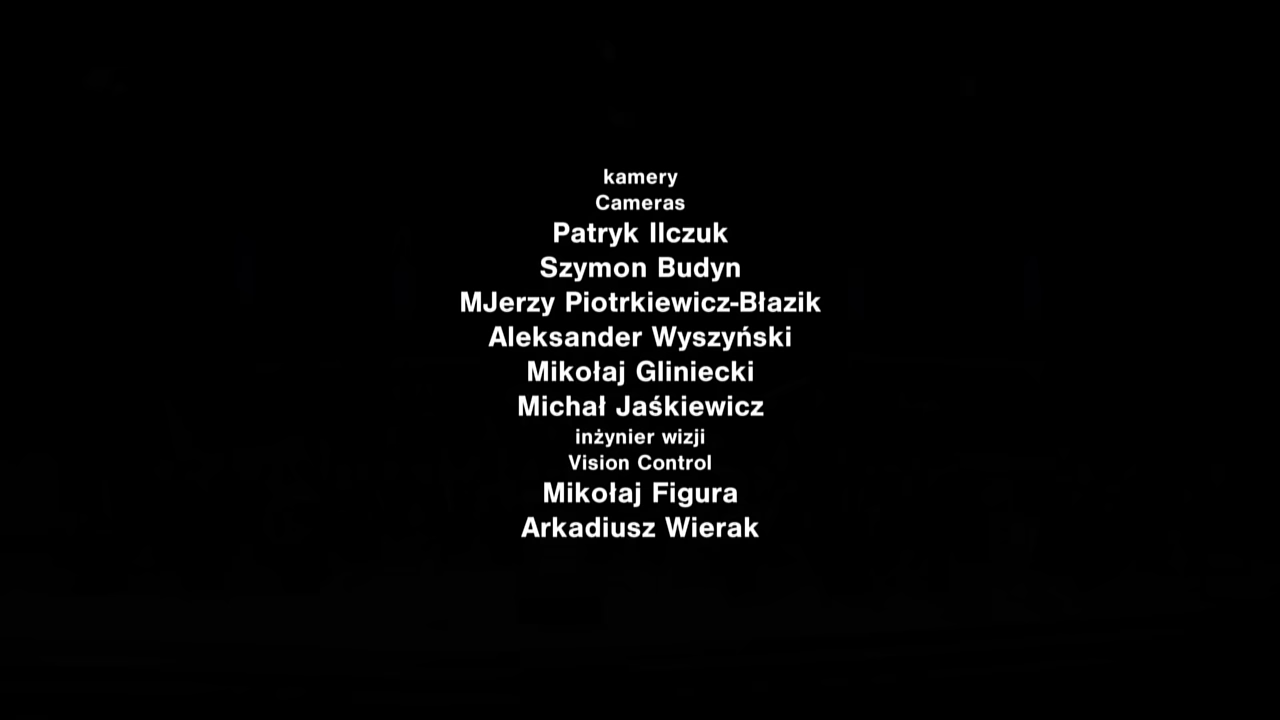 kamery
Cameras
Patryk Ilczuk
Szymon Budyn
MJerzy Piotrkiewicz-Błazik
Aleksander Wyszyński
Mikołaj Gliniecki
Michał Jaśkiewicz
inżynier wizji
Vision Control
Mikołaj Figura
Arkadiusz Wierak